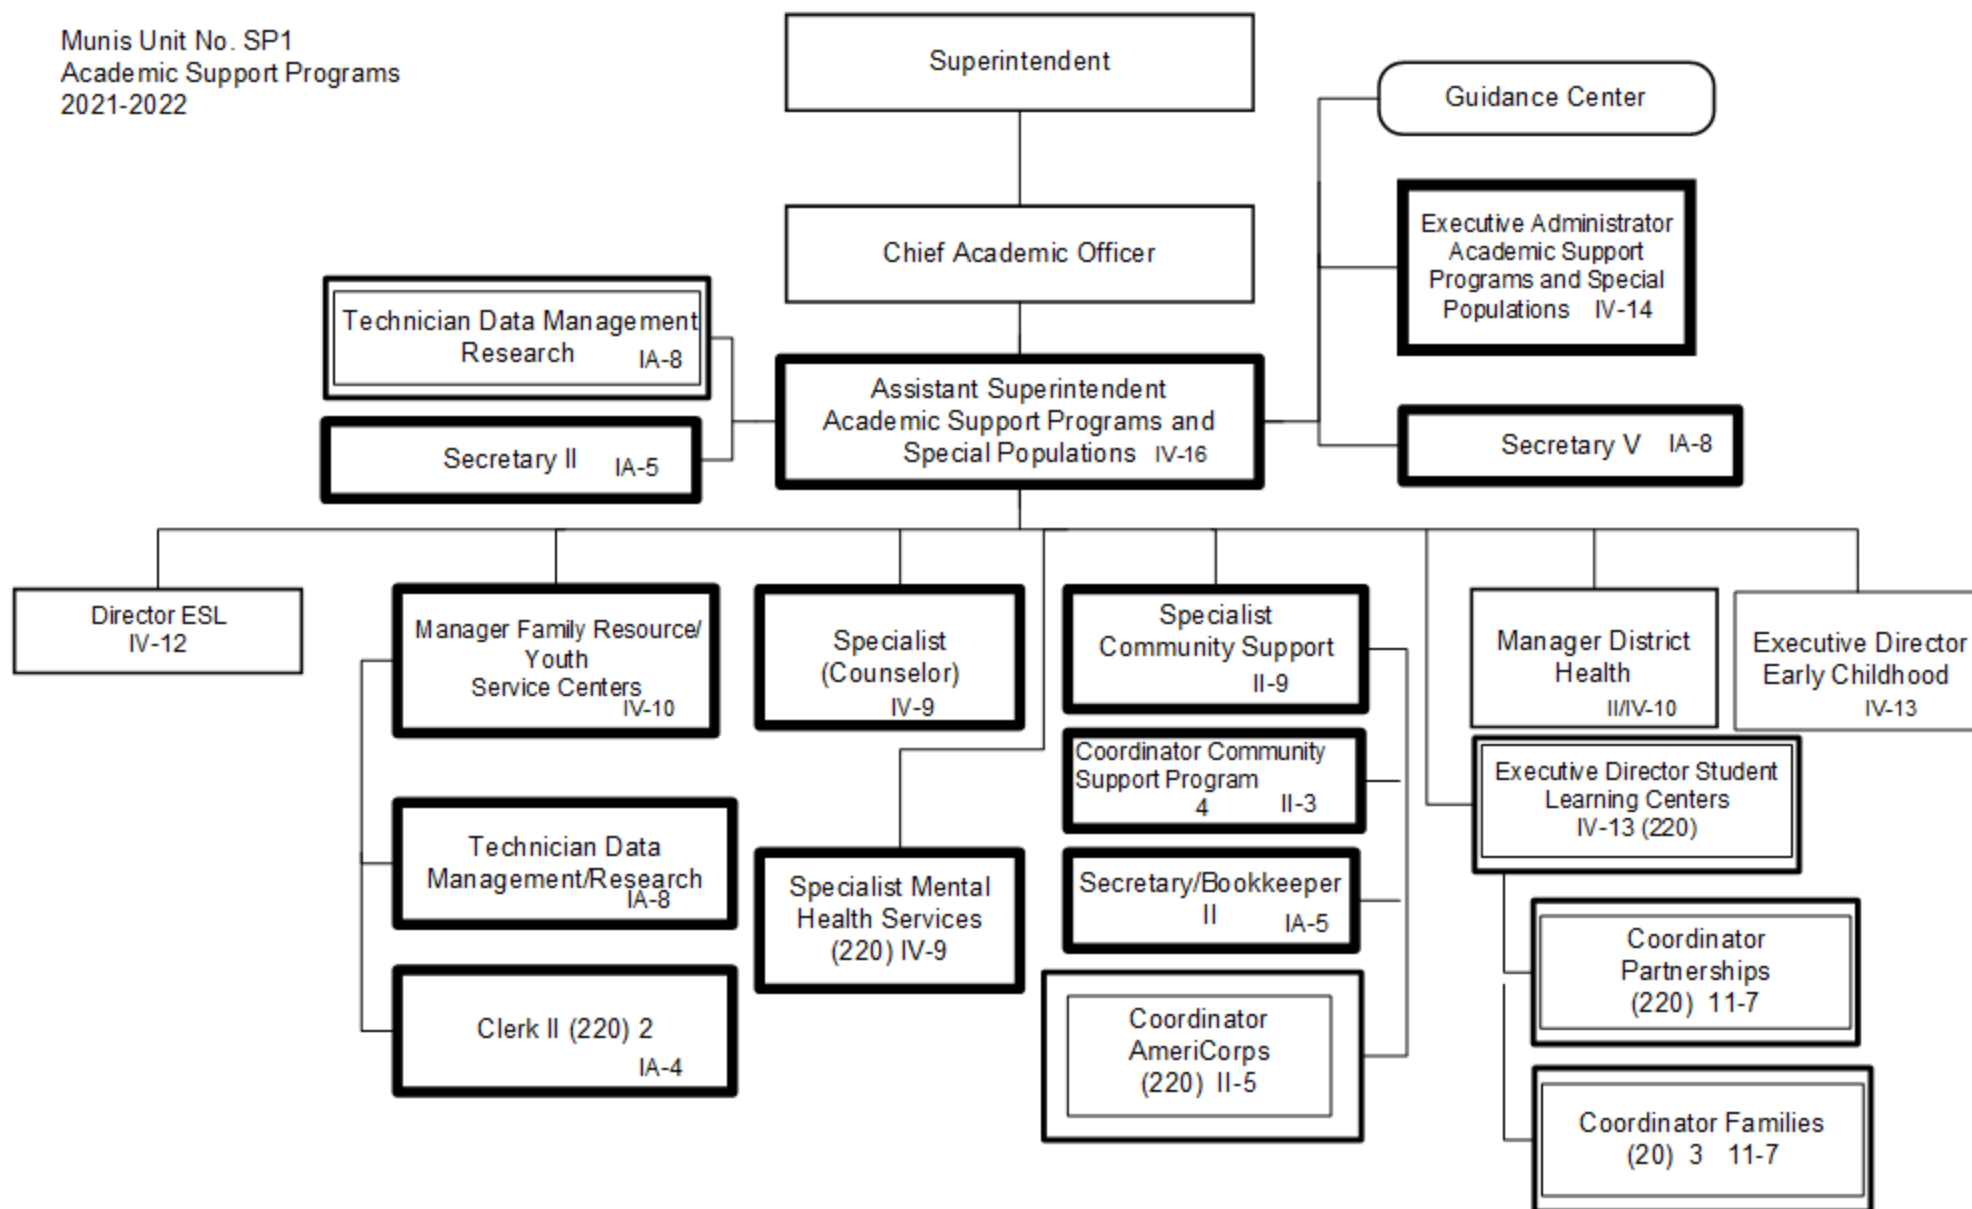 Munis Unit No. SP1
Academic Support Programs
2021-2022
Superintendent
Guidance Center
Chief Academic Officer
Executive Administrator
Academic Support
Programs and Special
Populations IV-14
Technician Data Management
Research IA-8
Secretary II IA-5
Assistant Superintendent
Academic Support Programs and
Special Populations IV-16
Secretary V IA-8
Director ESL
IV-12
Manager Family Resource/
Youth
Service Centers
IV-10
Specialist
(Counselor)
IV-9
Specialist
Community Support
II-9
Manager District
Health
II/IV-10
Executive Director
Early Childhood
IV-13
Technician Data
Management/Research
IA-8
Clerk II (220) 2
IA-4
Specialist Mental
Health Services
(220) IV-9
Coordinator Community
Support Program
4 II-3
Secretary/Bookkeeper
II IA-5
Coordinator
AmeriCorps
(220) II-5
Executive Director Student
Learning Centers
IV-13 (220)
Coordinator
Partnerships
(220) 11-7
Coordinator Families
(20) 3 11-7